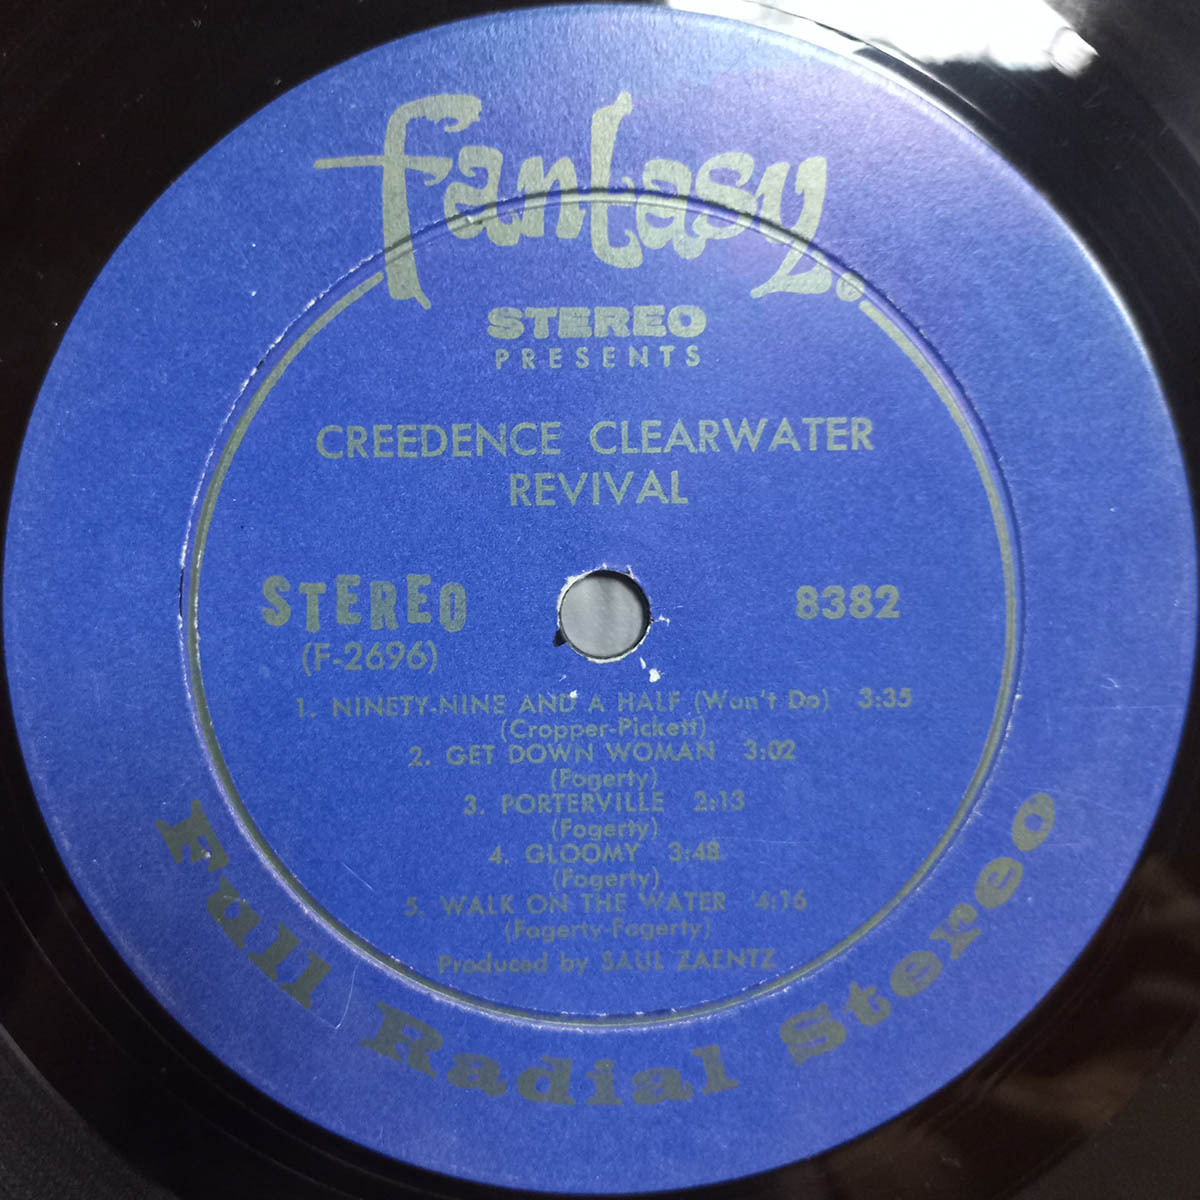 Fantasy®
STEREO
PRESENTS
CREEDENCE CLEARWATER
REVIVAL
STEREO 8382
(F-2696)
1. NINETY-NINE AND A HALF (Won't Do) 3:35
(Cropper-Pickett)
2. GET DOWN WOMAN 3:02
(Fogerty)
3. PORTERVILLE 2:13
(Fogerty)
4. GLOOMY 3:48
(Fogerty)
5. WALK ON THE WATER 4:16
(Fogerty-Fogerty)
Produced by SAUL ZAENTZ
Full Radial Stereo